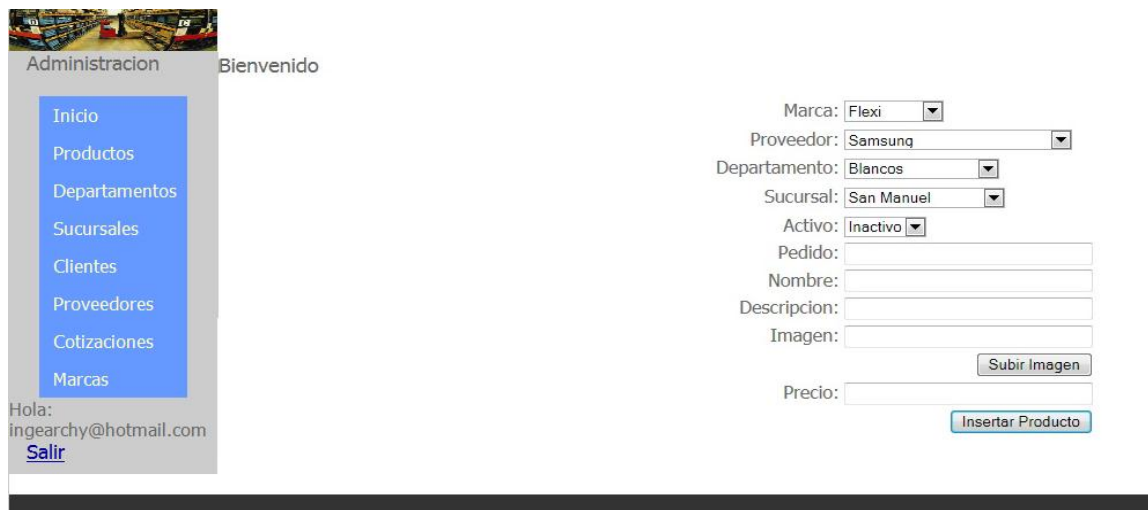 Administracion
Bienvenido
Inicio
Productos
Departamentos
Sucursales
Clientes
Proveedores
Cotizaciones
Marcas
Hola:
ingearchy@hotmail.com
Salir
Marca: Flexi
Proveedor: Samsung
Departamento: Blancos
Sucursal: San Manuel
Activo: Inactivo
Pedido:
Nombre:
Descripcion:
Imagen:
Subir Imagen
Precio:
Insertar Producto